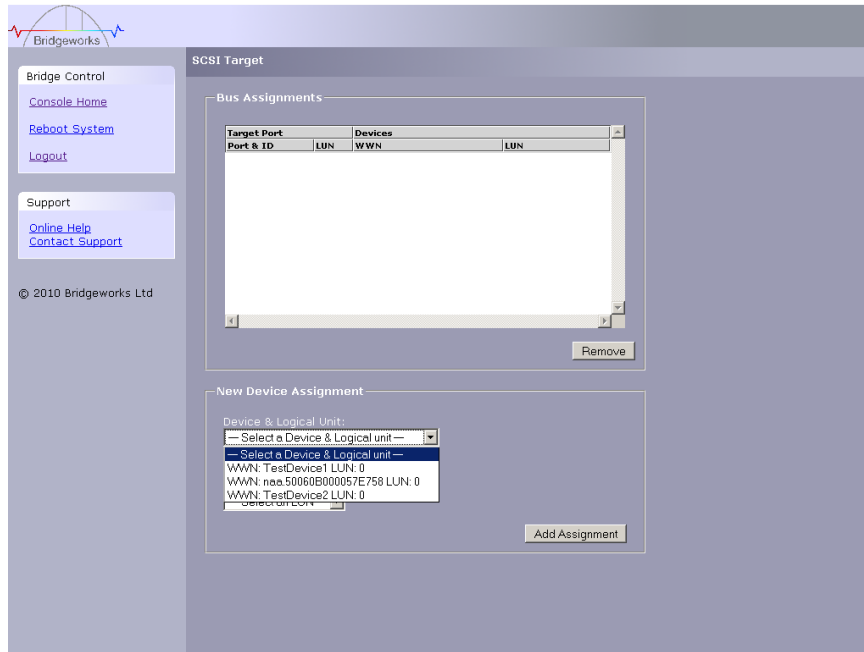 Bridgeworks
Bridge Control
Console Home
Reboot System
Logout
Support
Online Help
Contact Support
© 2010 Bridgeworks Ltd
SCSI Target
Bus Assignments
Target Port Devices
Port & ID LUN WWN LUN
Remove
New Device Assignment
Device & Logical Unit:
— Select a Device & Logical unit —
— Select a Device & Logical unit —
WWN: TestDevice1 LUN: 0
WWN: naa.50060B000057E758 LUN: 0
WWN: TestDevice2 LUN: 0
Select an LUN
Add Assignment